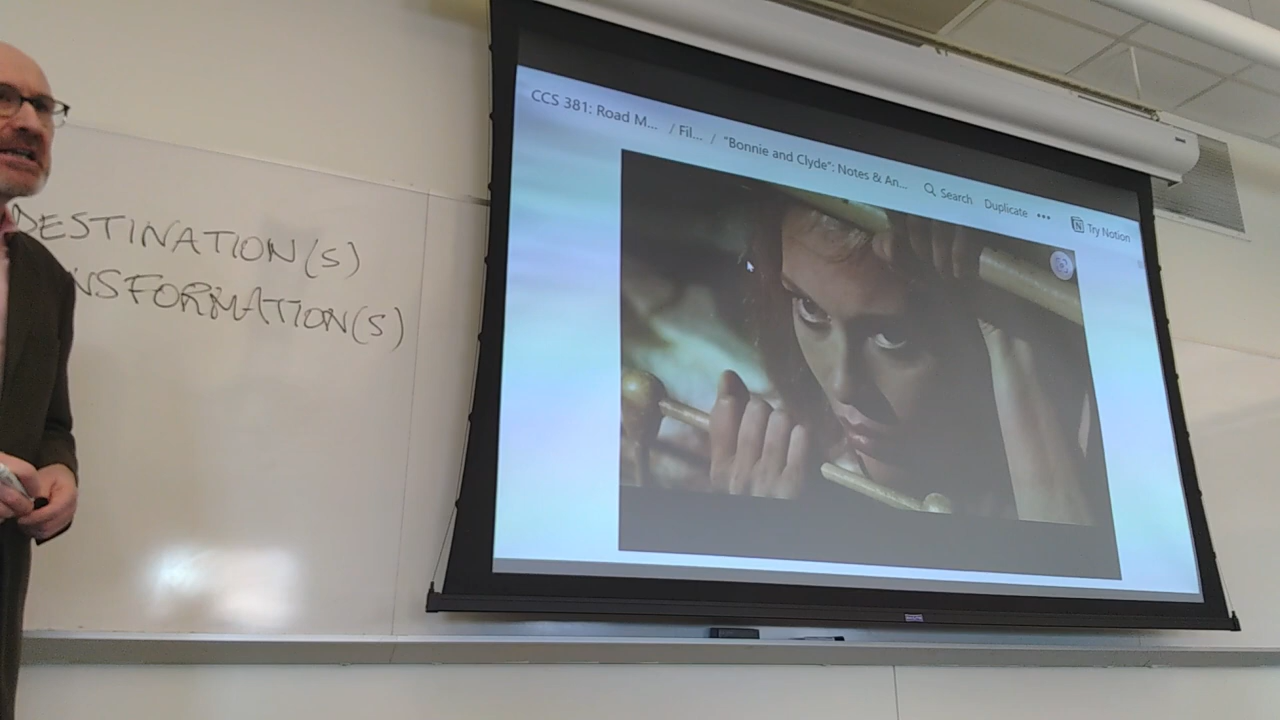 DESTINATION(S)
NSFORMATION(S)
CCS 381: Road M... / Fil... / "Bonnie and Clyde": Notes & An... Search Duplicate ••• Try Notion